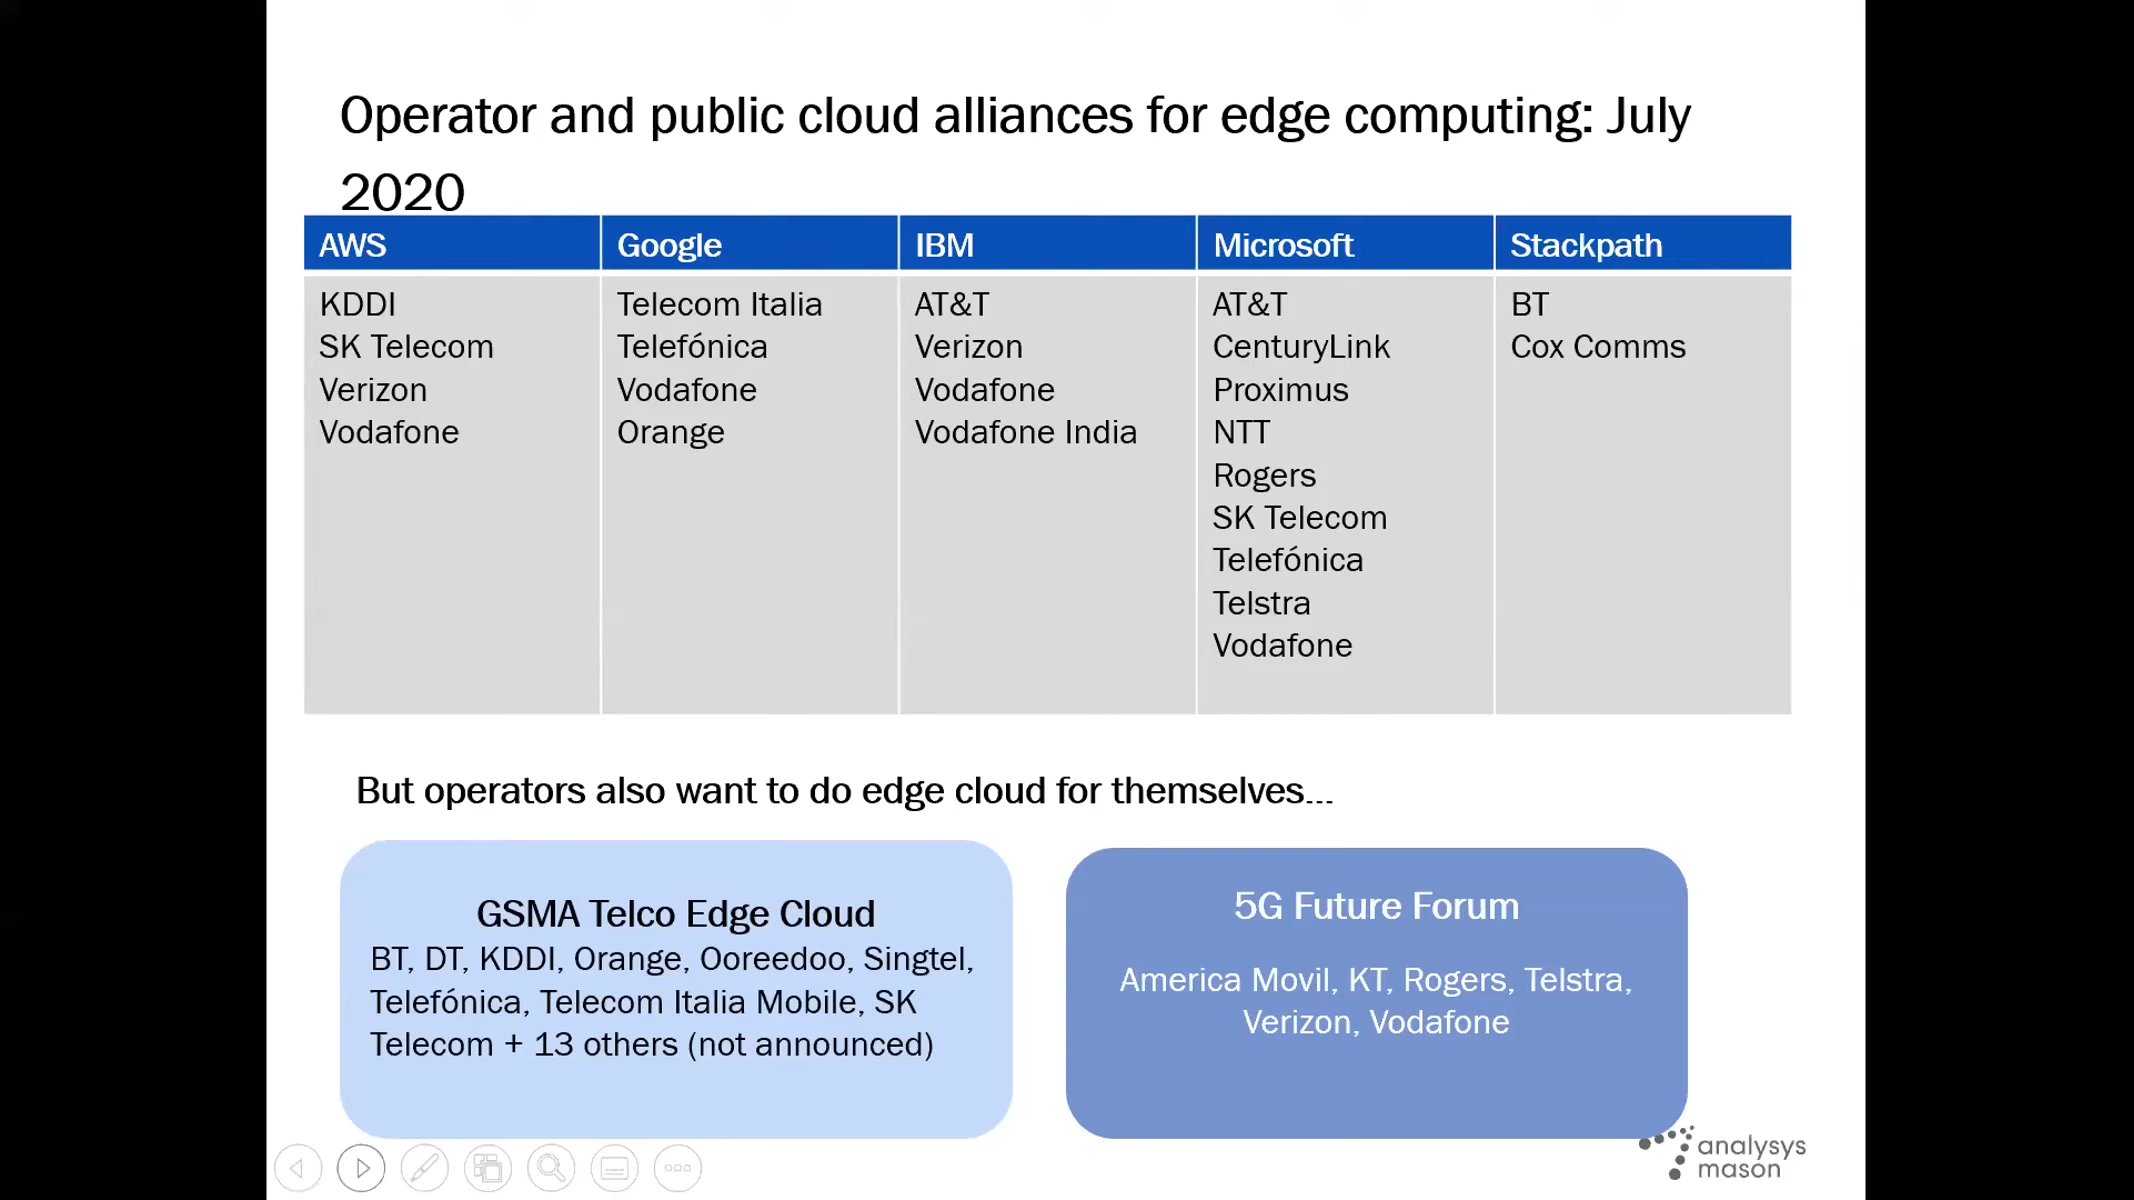 Operator and public cloud alliances for edge computing: July
2020
AWS
Google
IBM
Microsoft
Stackpath
KDDI
SK Telecom
Verizon
Vodafone
Telecom Italia
Telefónica
Vodafone
Orange
AT&T
Verizon
Vodafone
Vodafone India
AT&T
CenturyLink
Proximus
NTT
Rogers
SK Telecom
Telefónica
Telstra
Vodafone
BT
Cox Comms
But operators also want to do edge cloud for themselves...
GSMA Telco Edge Cloud
BT, DT, KDDI, Orange, Ooreedoo, Singtel,
Telefónica, Telecom Italia Mobile, SK
Telecom + 13 others (not announced)
5G Future Forum
America Movil, KT, Rogers, Telstra,
Verizon, Vodafone
analysys
mason